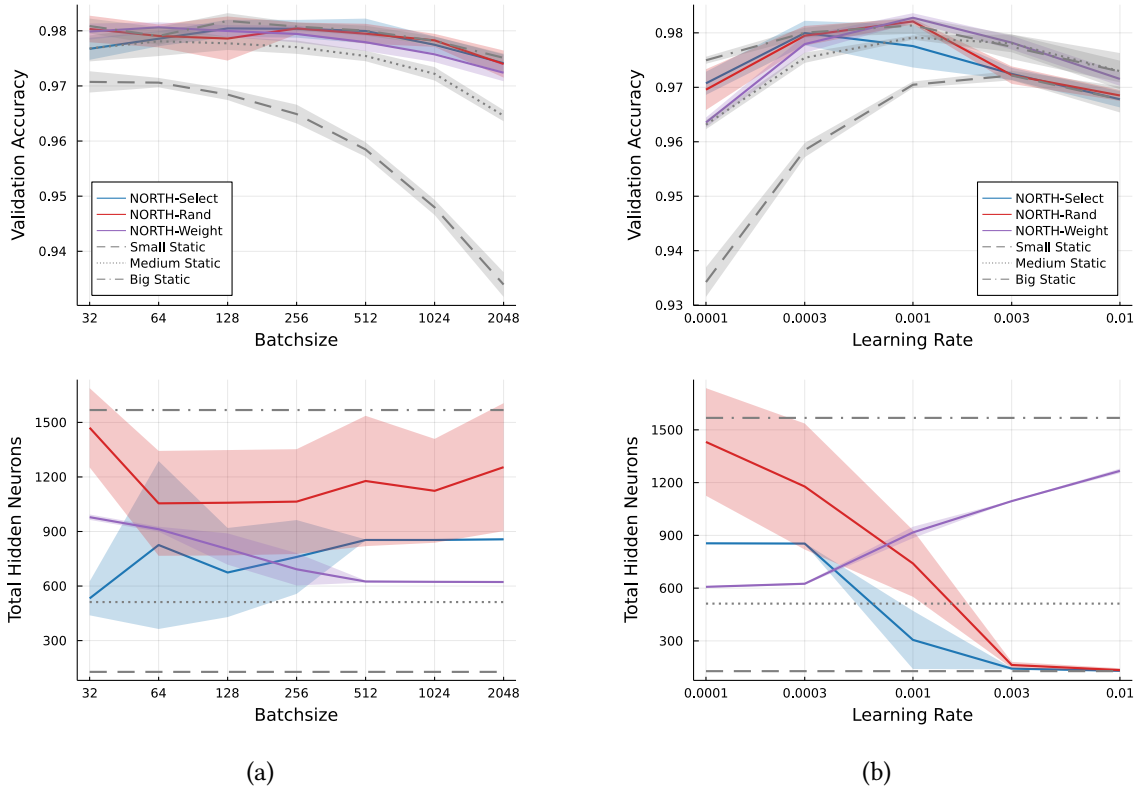 Validation Accuracy
0.98
0.97
0.96
0.95
0.94
NORTH-Select
NORTH-Rand
NORTH-Weight
Small Static
Medium Static
Big Static
32 64 128 256 512 1024 2048
Batchsize
Validation Accuracy
0.98
0.97
0.96
0.95
0.94
0.93
NORTH-Select
NORTH-Rand
NORTH-Weight
Small Static
Medium Static
Big Static
0.0001 0.0003 0.001 0.003 0.01
Learning Rate
Total Hidden Neurons
1500
1200
900
600
300
32 64 128 256 512 1024 2048
Batchsize
Total Hidden Neurons
1500
1200
900
600
300
0.0001 0.0003 0.001 0.003 0.01
Learning Rate
(a)
(b)